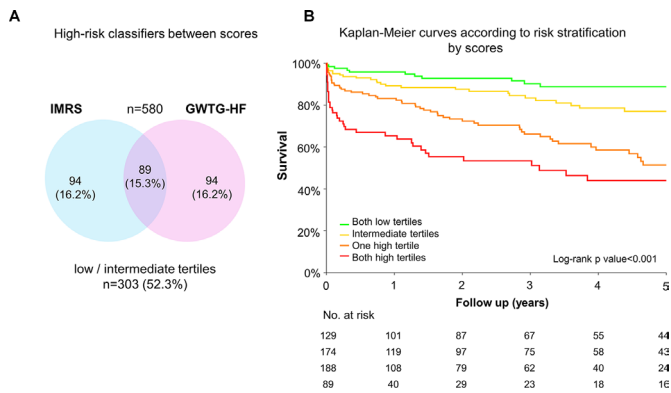 A
High-risk classifiers between scores
IMRS n=580 GWTG-HF
94 (16.2%)
89 (15.3%)
94 (16.2%)
low / intermediate tertiles
n=303 (52.3%)
B
Kaplan-Meier curves according to risk stratification
by scores
100%
80%
60%
40%
20%
0%
Survival
Both low tertiles
Intermediate tertiles
One high tertile
Both high tertiles
Log-rank p value<0.001
0 1 2 3 4 5
Follow up (years)
No. at risk
129 101 87 67 55 44
174 119 97 75 58 43
188 108 79 62 40 24
89 40 29 23 18 16